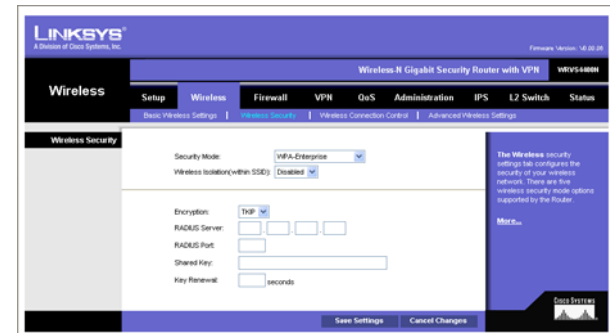 LINKSYS®
A Division of Cisco Systems, Inc.
Firmware Version: V0.00.08
Wireless-N Gigabit Security Router with VPN WRVS4400N
Wireless
Setup Wireless Firewall VPN QoS Administration IPS L2 Switch Status
Basic Wireless Settings | Wireless Security | Wireless Connection Control | Advanced Wireless Settings
Wireless Security
Security Mode: WPA-Enterprise
Wireless Isolation(within SSID): Disabled
Encryption: TKIP
RADIUS Server: . . .
RADIUS Port:
Shared Key:
Key Renewal: seconds
The Wireless security
settings tab configures the
security of your wireless
network. There are five
wireless security mode options
supported by the Router.
More...
Save Settings Cancel Changes
CISCO SYSTEMS